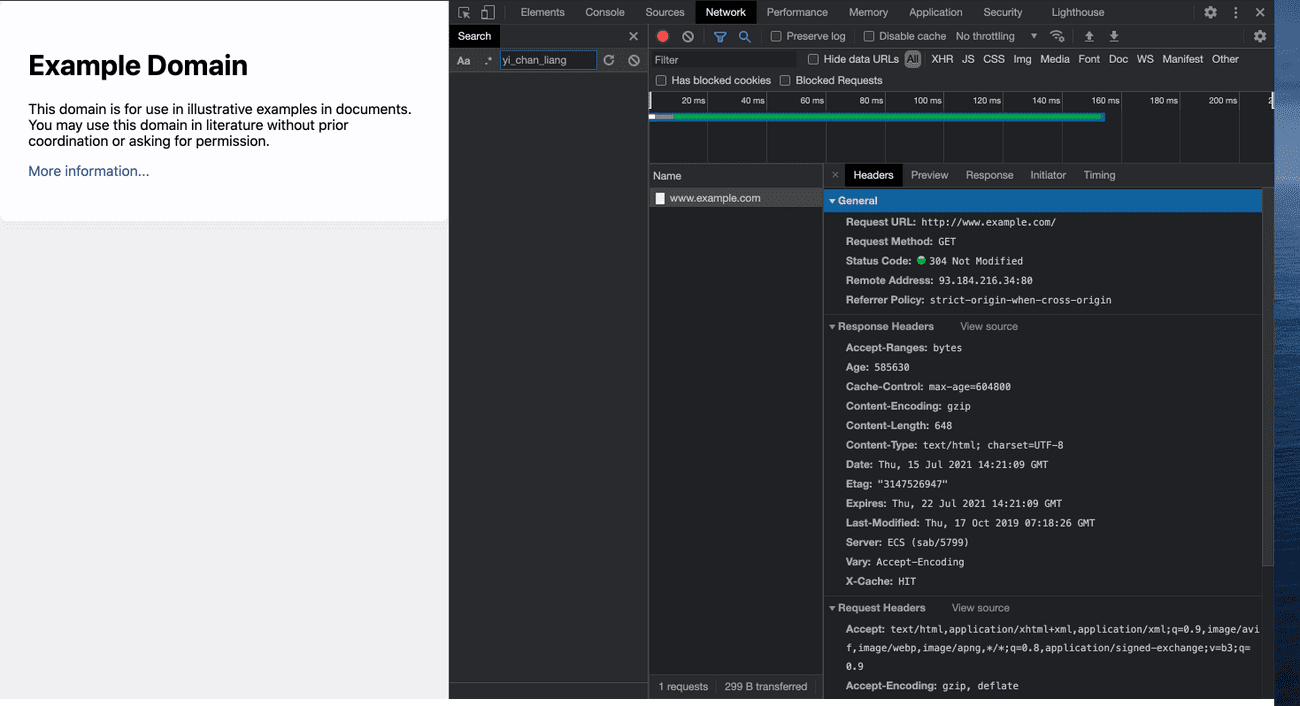 Example Domain
This domain is for use in illustrative examples in documents.
You may use this domain in literature without prior
coordination or asking for permission.
More information...
Elements Console Sources Network Performance Memory Application Security Lighthouse
Search
Aa .* yi_chan_liang
Preserve log Disable cache No throttling
Filter Hide data URLs All XHR JS CSS Img Media Font Doc WS Manifest Other
Has blocked cookies Blocked Requests
20 ms 40 ms 60 ms 80 ms 100 ms 120 ms 140 ms 160 ms 180 ms 200 ms 2
Name
www.example.com
1 requests 299 B transferred
Headers Preview Response Initiator Timing
General
Request URL: http://www.example.com/
Request Method: GET
Status Code: 304 Not Modified
Remote Address: 93.184.216.34:80
Referrer Policy: strict-origin-when-cross-origin
Response Headers View source
Accept-Ranges: bytes
Age: 585630
Cache-Control: max-age=604800
Content-Encoding: gzip
Content-Length: 648
Content-Type: text/html; charset=UTF-8
Date: Thu, 15 Jul 2021 14:21:09 GMT
Etag: "3147526947"
Expires: Thu, 22 Jul 2021 14:21:09 GMT
Last-Modified: Thu, 17 Oct 2019 07:18:26 GMT
Server: ECS (sab/5799)
Vary: Accept-Encoding
X-Cache: HIT
Request Headers View source
Accept: text/html,application/xhtml+xml,application/xml;q=0.9,image/avi
f,image/webp,image/apng,*/*;q=0.8,application/signed-exchange;v=b3;q=
0.9
Accept-Encoding: gzip, deflate